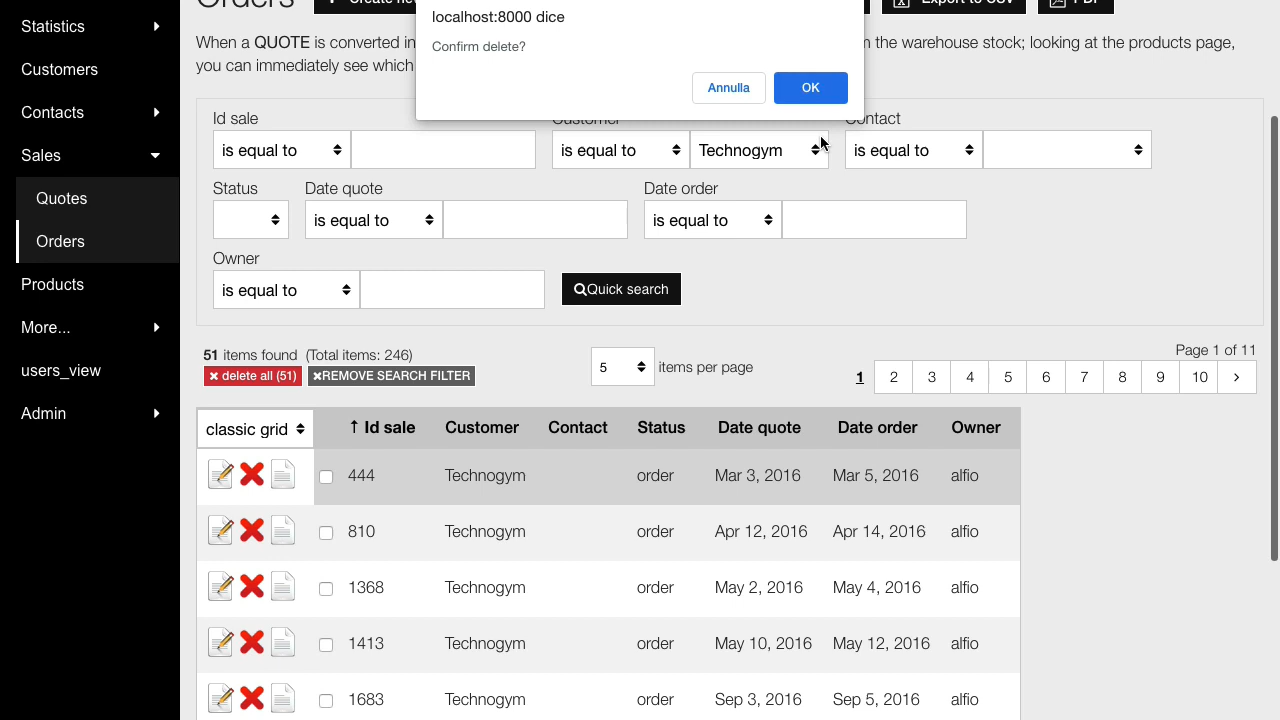 Statistics
Customers
Contacts
Sales
Quotes
Orders
Products
More...
users_view
Admin
Orders
Create new
Export to CSV
PDF
localhost:8000 dice
Confirm delete?
Annulla
OK
When a QUOTE is converted in
m the warehouse stock; looking at the products page,
you can immediately see which
Id sale
Customer
Contact
is equal to
is equal to
Technogym
is equal to
Status
Date quote
Date order
is equal to
is equal to
Owner
is equal to
Quick search
51 items found (Total items: 246)
delete all (51)
REMOVE SEARCH FILTER
5
items per page
Page 1 of 11
1 2 3 4 5 6 7 8 9 10 >
classic grid
↑ Id sale Customer Contact Status Date quote Date order Owner
444 Technogym order Mar 3, 2016 Mar 5, 2016 alfio
810 Technogym order Apr 12, 2016 Apr 14, 2016 alfio
1368 Technogym order May 2, 2016 May 4, 2016 alfio
1413 Technogym order May 10, 2016 May 12, 2016 alfio
1683 Technogym order Sep 3, 2016 Sep 5, 2016 alfio